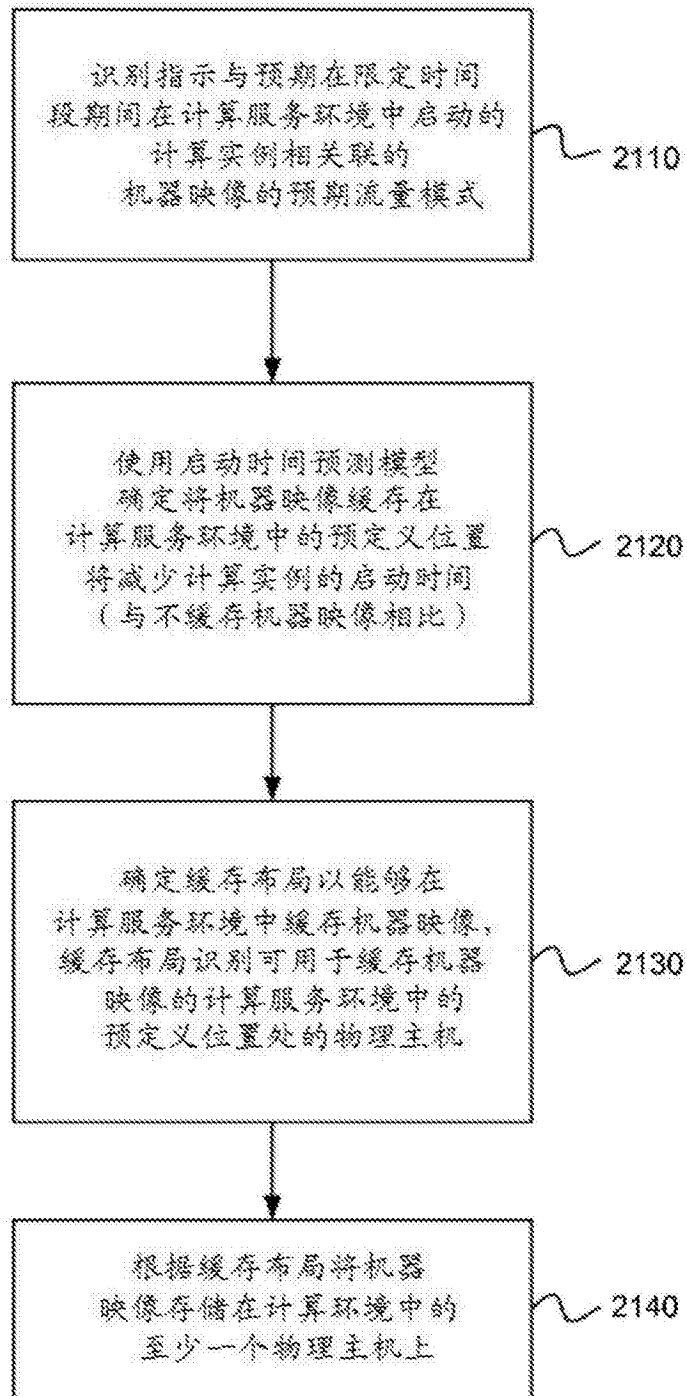 识别指示与预期在限定时间
段期间在计算服务环境中启动的
计算实例相关联的
机器映像的预期流量模式
2110
使用启动时间预测模型
确定将机器映像缓存在
计算服务环境中的预定义位置
将减少计算实例的启动时间
（与不缓存机器映像相比）
2120
确定缓存布局以能够在
计算服务环境中缓存机器映像，
缓存布局识别可用于缓存机器
映像的计算服务环境中的
预定义位置处的物理主机
2130
根据缓存布局将机器
映像存储在计算环境中的
至少一个物理主机上
2140